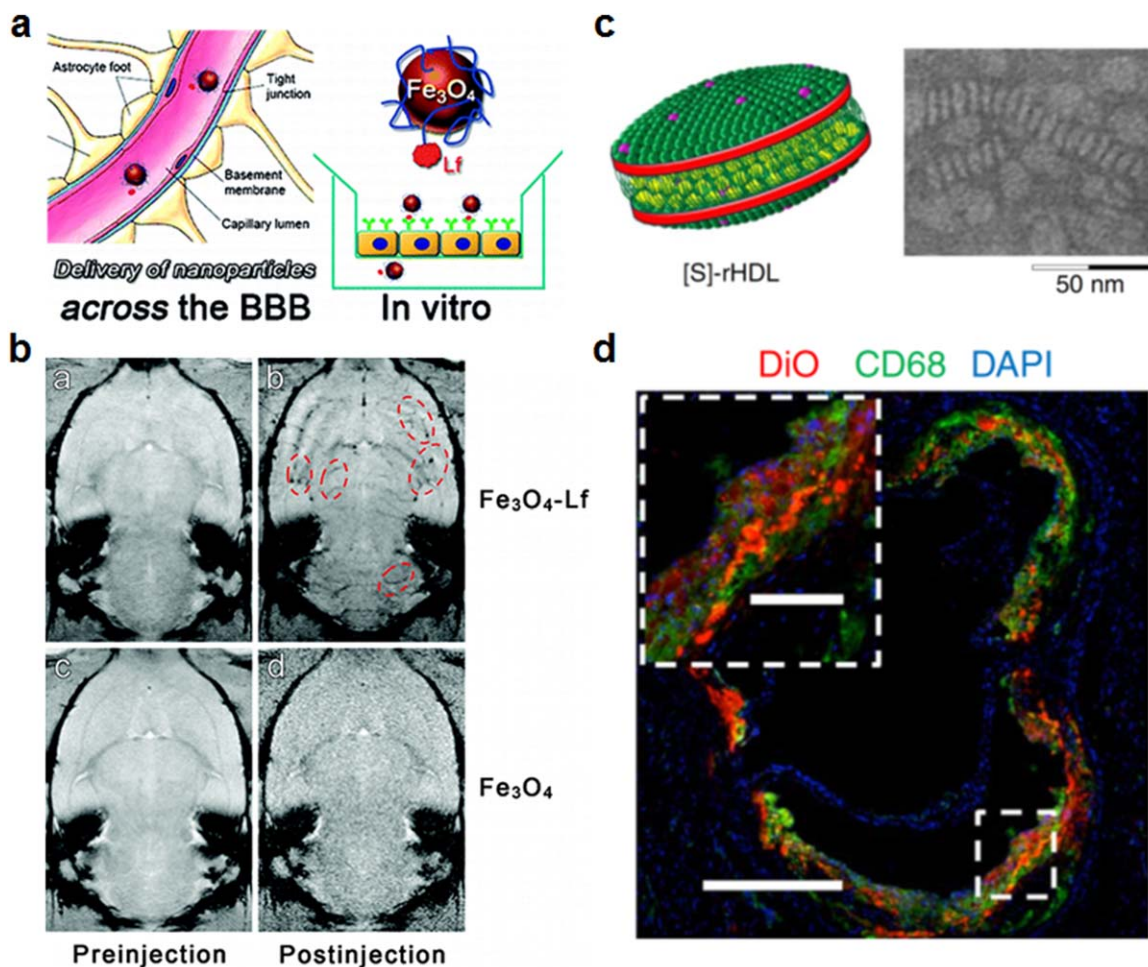 a
Astrocyte foot
Tight
junction
Basement
membrane
Capillary lumen
Delivery of nanoparticles
across the BBB
Fe₃O₄
Lf
In vitro
b
a
b
Fe₃O₄-Lf
c
d
Fe₃O₄
Preinjection
Postinjection
c
[S]-rHDL
50 nm
d
DiO CD68 DAPI